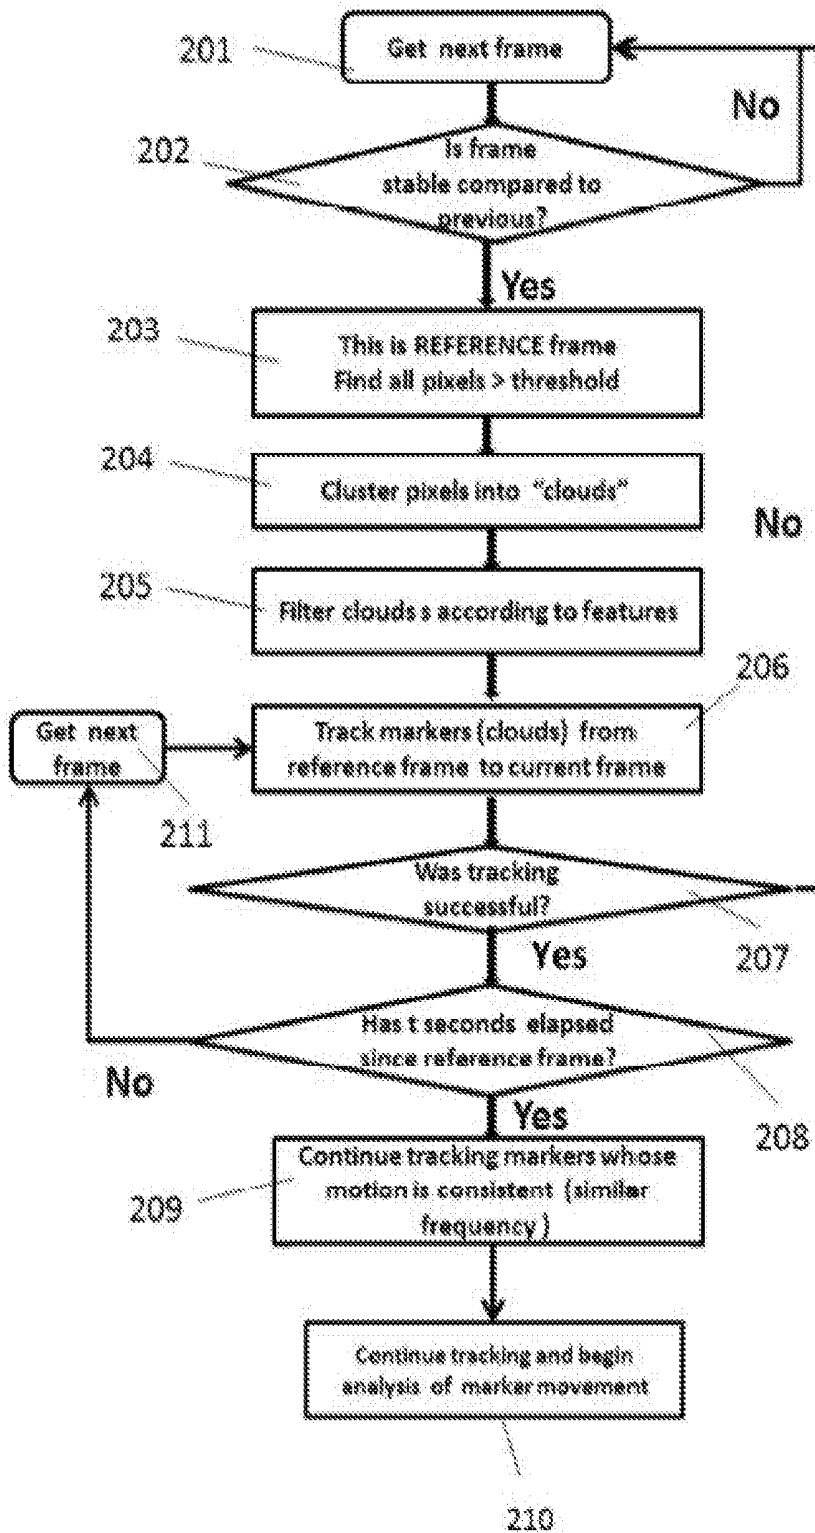 201
Get next frame
No
202
Is frame
stable compared to
previous?
Yes
203
This is REFERENCE frame
Find all pixels > threshold
204
Cluster pixels into "clouds"
No
205
Filter clouds s according to features
206
Track markers (clouds) from
reference frame to current frame
Get next
frame
211
Was tracking
successful?
207
Yes
Has t seconds elapsed
since reference frame?
No
208
Yes
Continue tracking markers whose
motion is consistent (similar
frequency)
209
Continue tracking and begin
analysis of marker movement
210